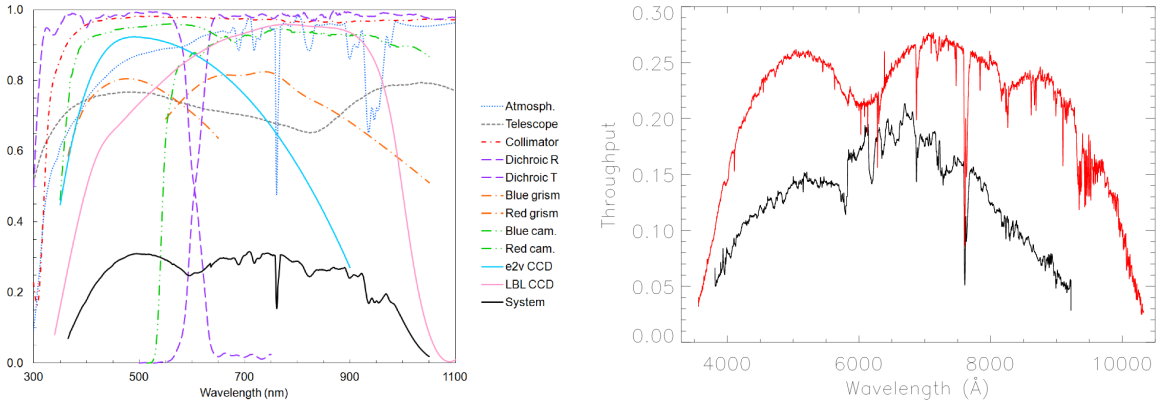 1.0
0.8
0.6
0.4
0.2
0.0
300
500
700
900
1100
Wavelength (nm)
Atmosph.
Telescope
Collimator
Dichroic R
Dichroic T
Blue grism
Red grism
Blue cam.
Red cam.
e2v CCD
LBL CCD
System
0.30
0.25
0.20
0.15
0.10
0.05
0.00
Throughput
4000
6000
8000
10000
Wavelength (Å)